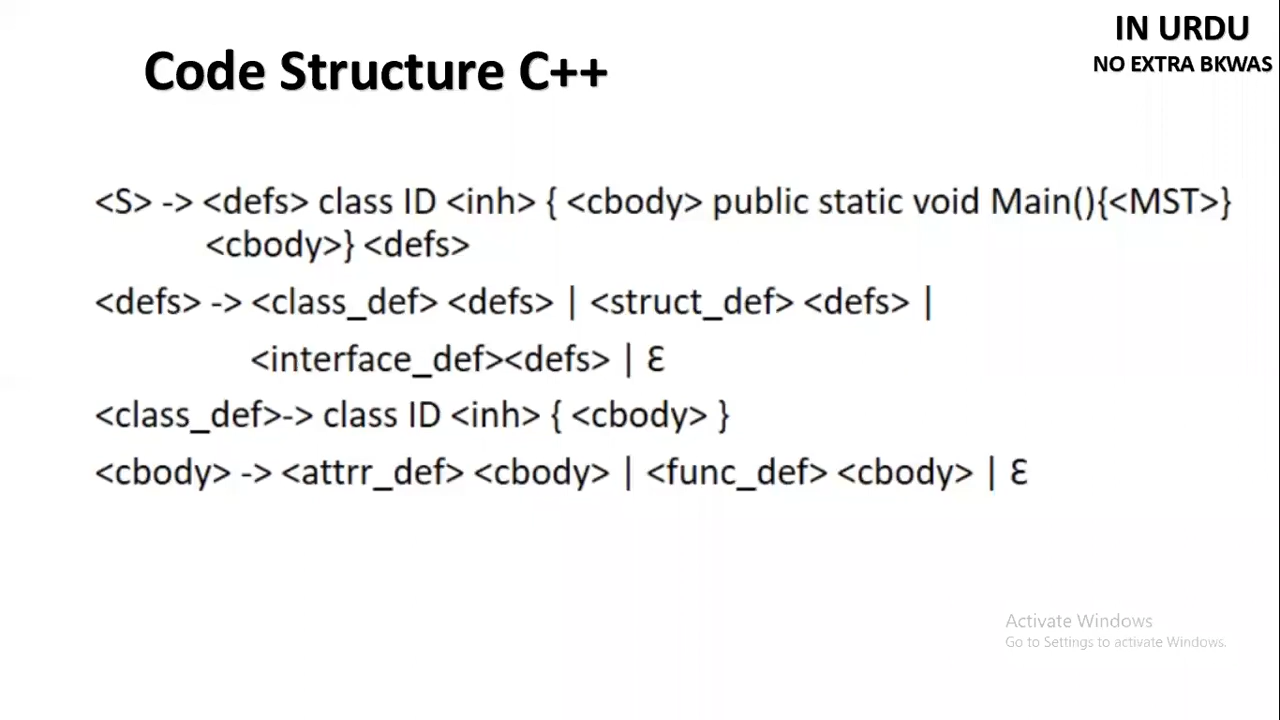 IN URDU
NO EXTRA BKWAS
Code Structure C++
<S> -> <defs> class ID <inh> { <cbody> public static void Main(){<MST>}
<cbody>} <defs>
<defs> -> <class_def> <defs> | <struct_def> <defs> |
<interface_def><defs> | Ɛ
<class_def>-> class ID <inh> { <cbody> }
<cbody> -> <attrr_def> <cbody> | <func_def> <cbody> | Ɛ
Activate Windows
Go to Settings to activate Windows.